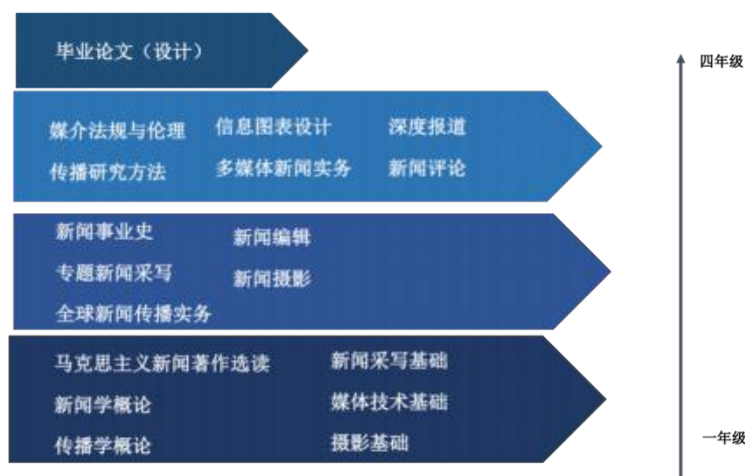 毕业论文（设计）
四年级
媒介法规与伦理 信息图表设计 深度报道
传播研究方法 多媒体新闻实务 新闻评论
新闻事业史 新闻编辑
专题新闻采写 新闻摄影
全球新闻传播实务
马克思主义新闻著作选读 新闻采写基础
新闻学概论 媒体技术基础
传播学概论 摄影基础
一年级